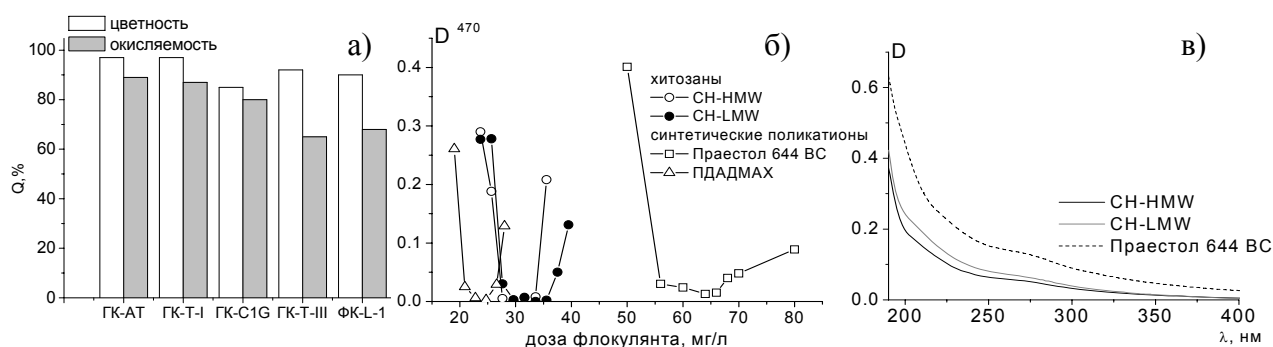 а)
цветность
окисляемость
Q,%
100
80
60
40
20
0
ГК-АТ ГК-Т-I ГК-C1G ГК-Т-III ФК-L-1
б)
D 470
0.4
0.3
0.2
0.1
0.0
хитозаны
CH-HMW
CH-LMW
синтетические поликатионы
Праестол 644 ВС
ПДАДМАХ
20 30 40 50 60 70 80
доза флокулянта, мг/л
в)
D
0.6
0.4
0.2
0.0
CH-HMW
CH-LMW
Праестол 644 ВС
200 250 300 350 400
λ, нм